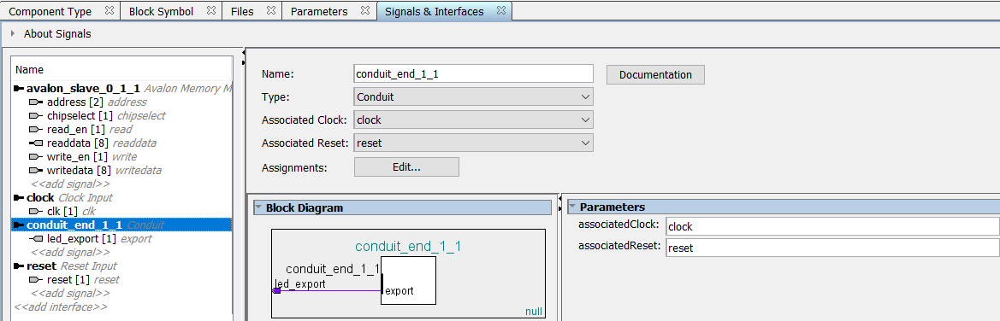 Component Type Block Symbol Files Parameters Signals & Interfaces
About Signals
Name
avalon_slave_0_1_1 Avalon Memory M
address [2] address
chipselect [1] chipselect
read_en [1] read
readdata [8] readdata
write_en [1] write
writedata [8] writedata
<<add signal>>
clock Clock Input
clk [1] clk
conduit_end_1_1 Conduit
led_export [1] export
<<add signal>>
reset Reset Input
reset [1] reset
<<add interface>>
Name: conduit_end_1_1 Documentation
Type: Conduit
Associated Clock: clock
Associated Reset: reset
Assignments: Edit...
Block Diagram
conduit_end_1_1
conduit_end_1_1
led_export
export
null
Parameters
associatedClock: clock
associatedReset: reset